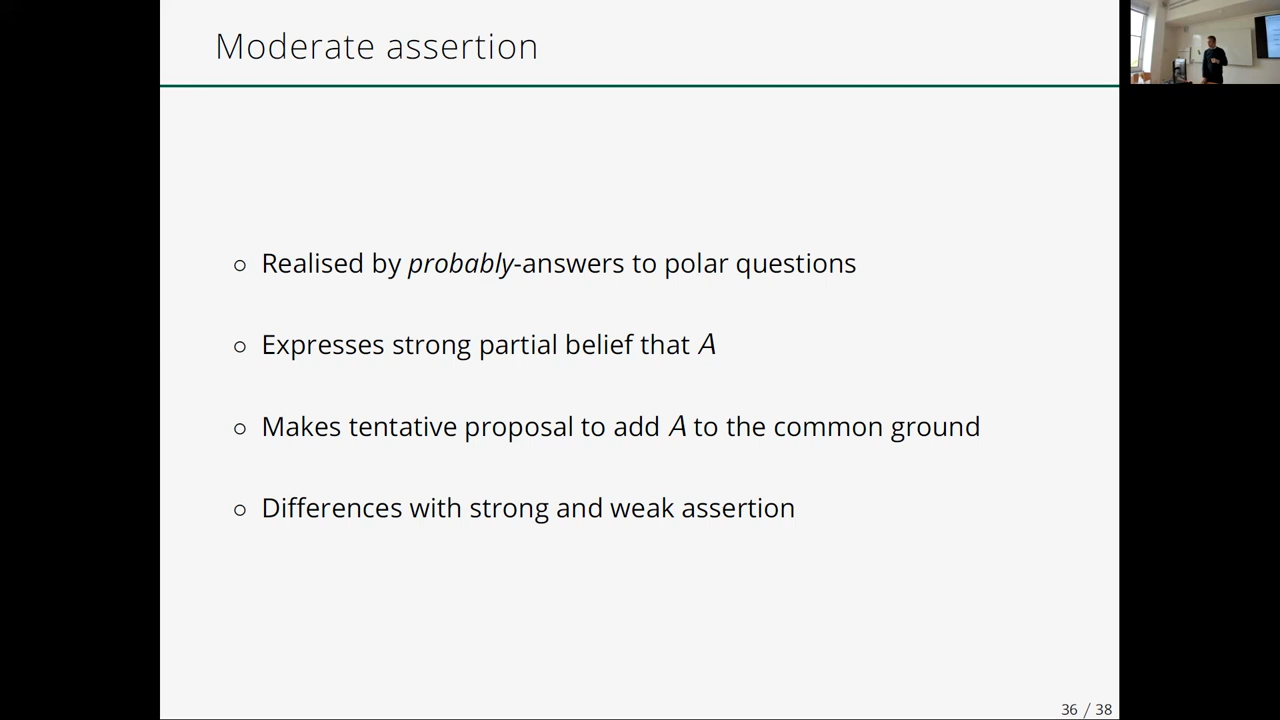 Moderate assertion
○ Realised by probably-answers to polar questions
○ Expresses strong partial belief that A
○ Makes tentative proposal to add A to the common ground
○ Differences with strong and weak assertion
36 / 38